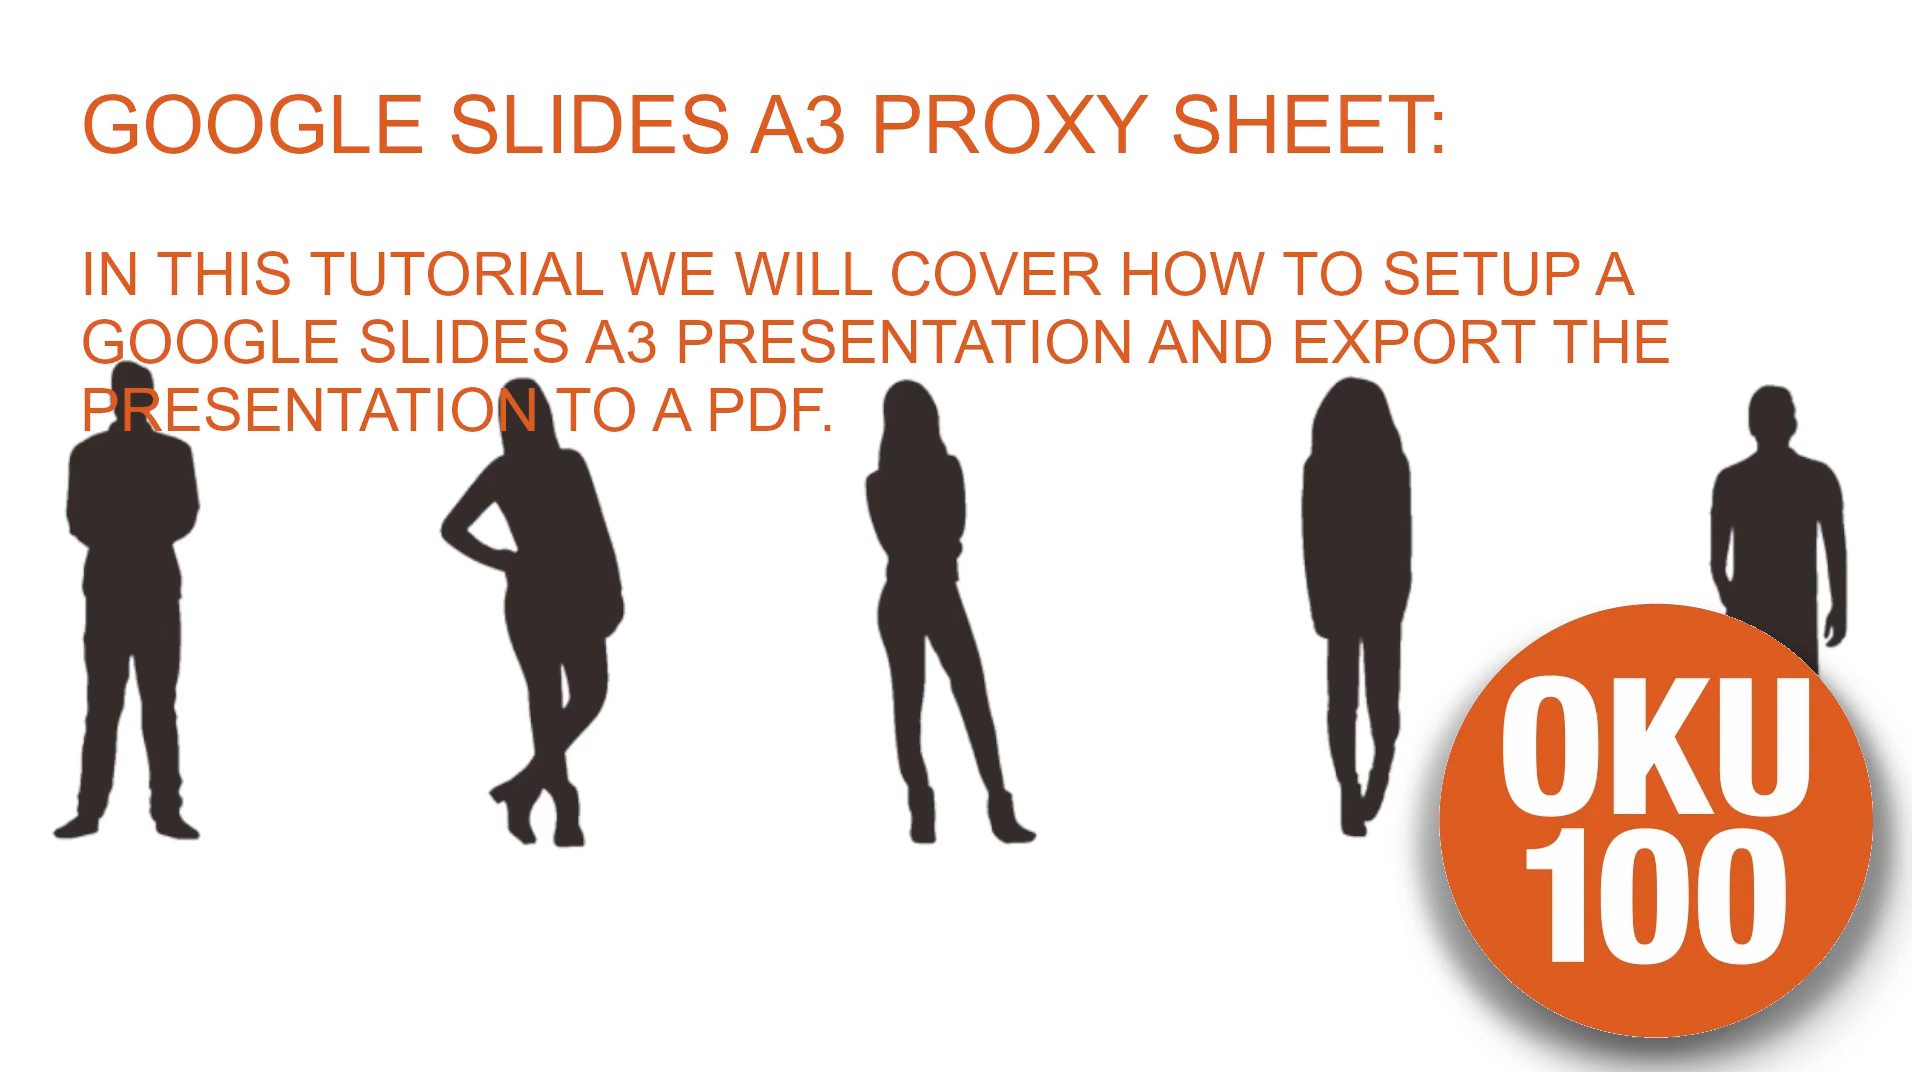 GOOGLE SLIDES A3 PROXY SHEET:
IN THIS TUTORIAL WE WILL COVER HOW TO SETUP A
GOOGLE SLIDES A3 PRESENTATION AND EXPORT THE
PRESENTATION TO A PDF.
OKU
100